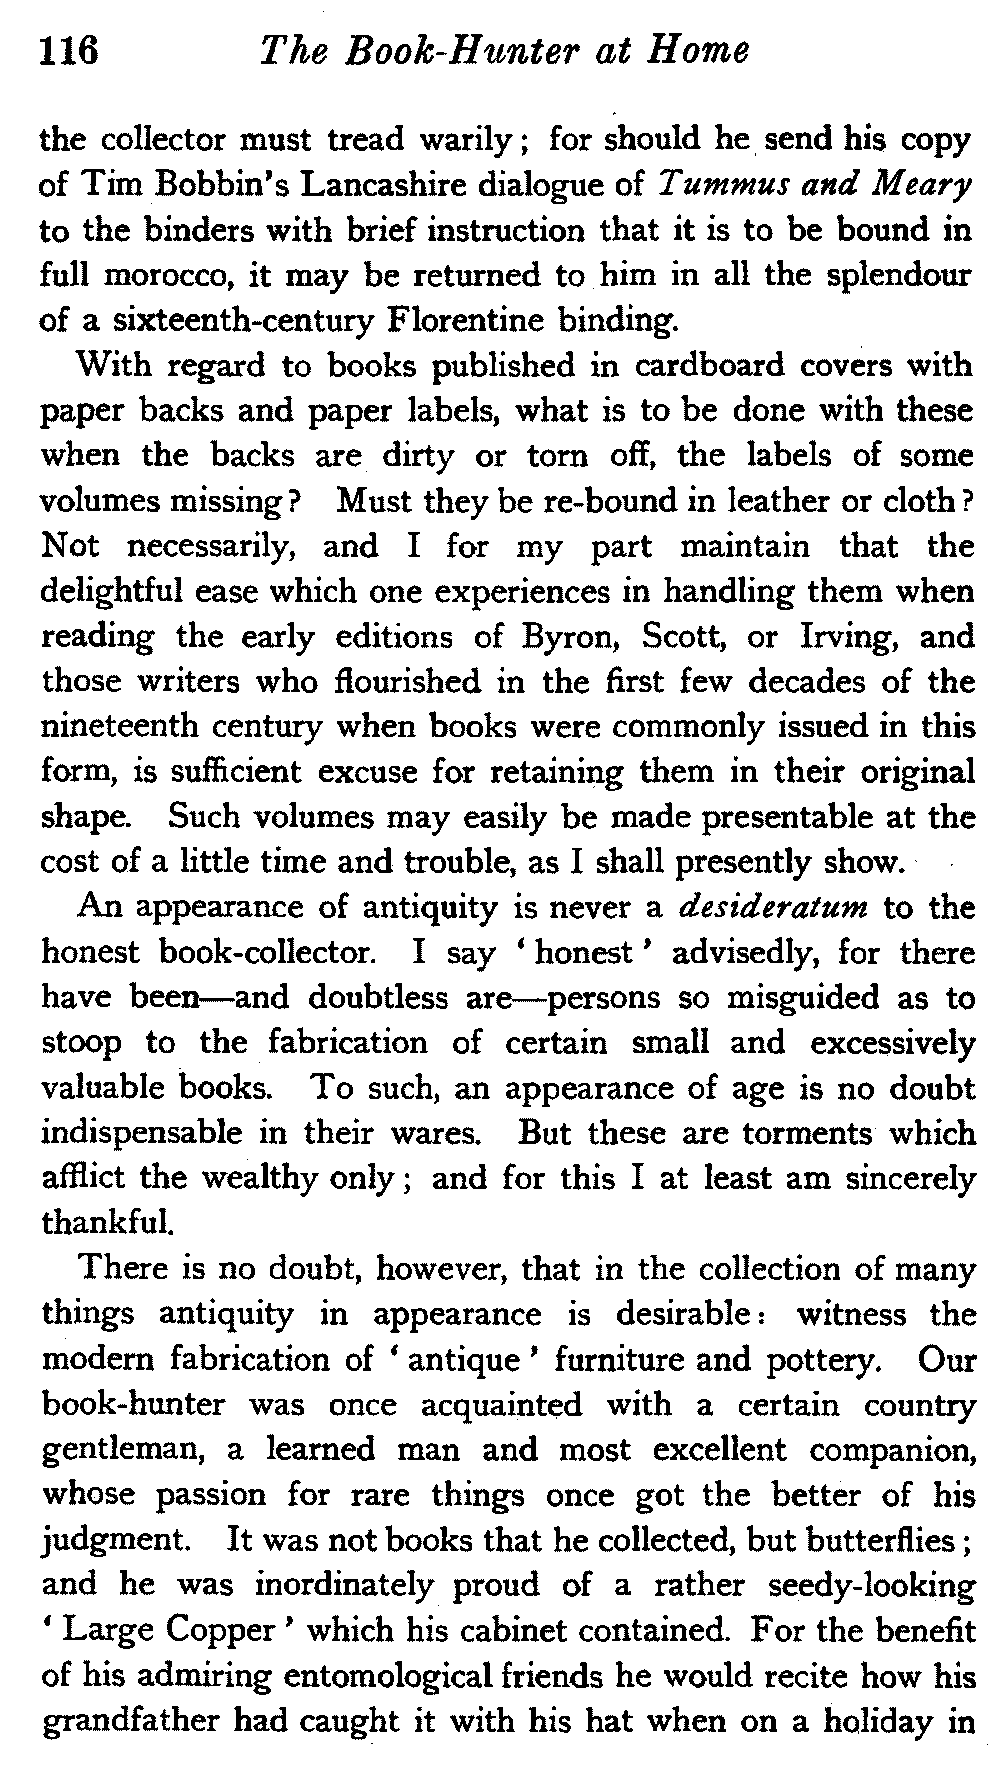 116 The Book-Hunter at Home
the collector must tread warily; for should he send his copy
of Tim Bobbin's Lancashire dialogue of Tummus and Meary
to the binders with brief instruction that it is to be bound in
full morocco, it may be returned to him in all the splendour
of a sixteenth-century Florentine binding.
With regard to books published in cardboard covers with
paper backs and paper labels, what is to be done with these
when the backs are dirty or torn off, the labels of some
volumes missing? Must they be re-bound in leather or cloth?
Not necessarily, and I for my part maintain that the
delightful ease which one experiences in handling them when
reading the early editions of Byron, Scott, or Irving, and
those writers who flourished in the first few decades of the
nineteenth century when books were commonly issued in this
form, is sufficient excuse for retaining them in their original
shape. Such volumes may easily be made presentable at the
cost of a little time and trouble, as I shall presently show.
An appearance of antiquity is never a desideratum to the
honest book-collector. I say 'honest' advisedly, for there
have been—and doubtless are—persons so misguided as to
stoop to the fabrication of certain small and excessively
valuable books. To such, an appearance of age is no doubt
indispensable in their wares. But these are torments which
afflict the wealthy only; and for this I at least am sincerely
thankful.
There is no doubt, however, that in the collection of many
things antiquity in appearance is desirable: witness the
modern fabrication of 'antique' furniture and pottery. Our
book-hunter was once acquainted with a certain country
gentleman, a learned man and most excellent companion,
whose passion for rare things once got the better of his
judgment. It was not books that he collected, but butterflies;
and he was inordinately proud of a rather seedy-looking
'Large Copper' which his cabinet contained. For the benefit
of his admiring entomological friends he would recite how his
grandfather had caught it with his hat when on a holiday in